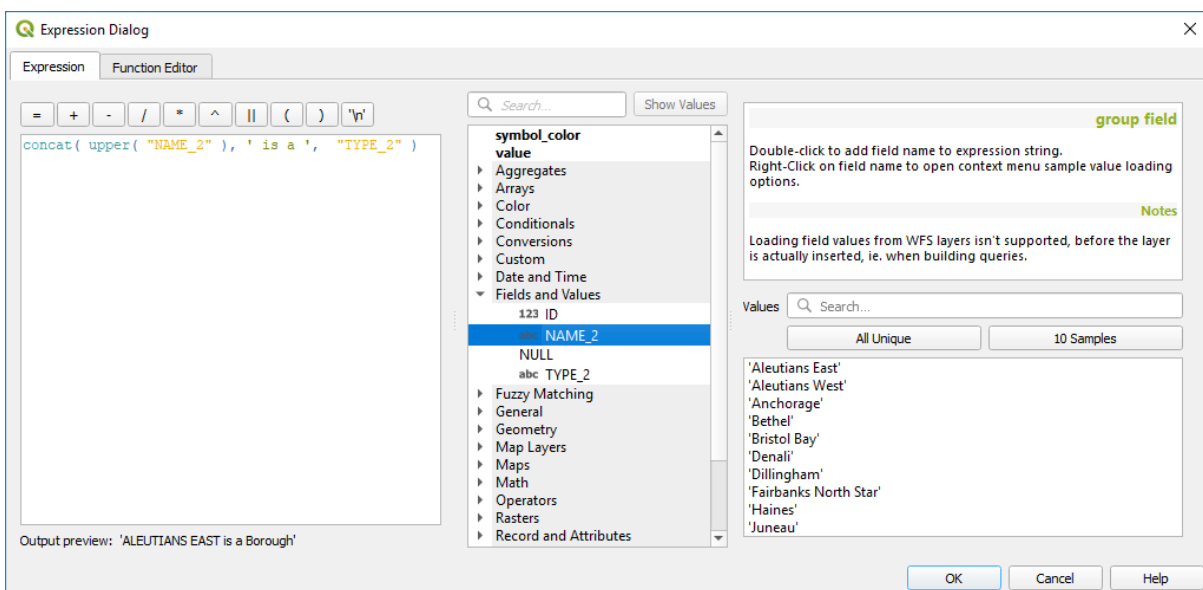 Expression Dialog
Expression
Function Editor
= + - / * ^ || ( ) '\n'
concat( upper( "NAME_2" ), ' is a ',  "TYPE_2" )
Output preview: 'ALEUTIANS EAST is a Borough'
Search...
Show Values
symbol_color
value
Aggregates
Arrays
Color
Conditionals
Conversions
Custom
Date and Time
Fields and Values
123 ID
abc NAME_2
NULL
abc TYPE_2
Fuzzy Matching
General
Geometry
Map Layers
Maps
Math
Operators
Rasters
Record and Attributes
group field
Double-click to add field name to expression string.
Right-Click on field name to open context menu sample value loading
options.
Notes
Loading field values from WFS layers isn't supported, before the layer
is actually inserted, ie. when building queries.
Values
Search...
All Unique
10 Samples
'Aleutians East'
'Aleutians West'
'Anchorage'
'Bethel'
'Bristol Bay'
'Denali'
'Dillingham'
'Fairbanks North Star'
'Haines'
'Juneau'
OK
Cancel
Help